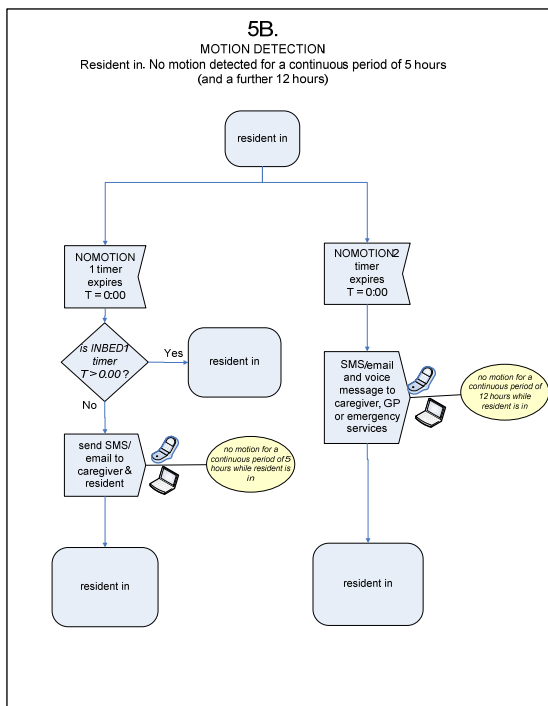 5B.
MOTION DETECTION
Resident in. No motion detected for a continuous period of 5 hours
(and a further 12 hours)
resident in
NOMOTION
1 timer
expires
T = 0:00
NOMOTION2
timer
expires
T = 0:00
is INBED1
timer
T > 0.00 ?
Yes
resident in
No
SMS/email
and voice
message to
caregiver, GP
or emergency
services
no motion for a
continuous period of
12 hours while
resident is in
send SMS/
email to
caregiver &
resident
no motion for a
continuous period of 5
hours while resident is
in
resident in
resident in